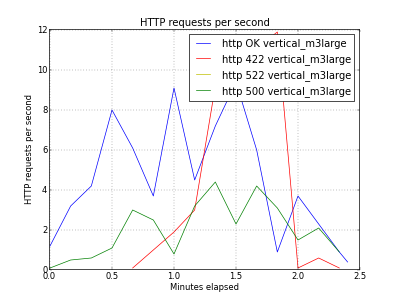 HTTP requests per second
12
http OK vertical_m3large
http 422 vertical_m3large
10
http 522 vertical_m3large
http 500 vertical_m3large
8
HTTP requests per second
6
4
2
0
0.0
0.5
1.0
1.5
2.0
2.5
Minutes elapsed